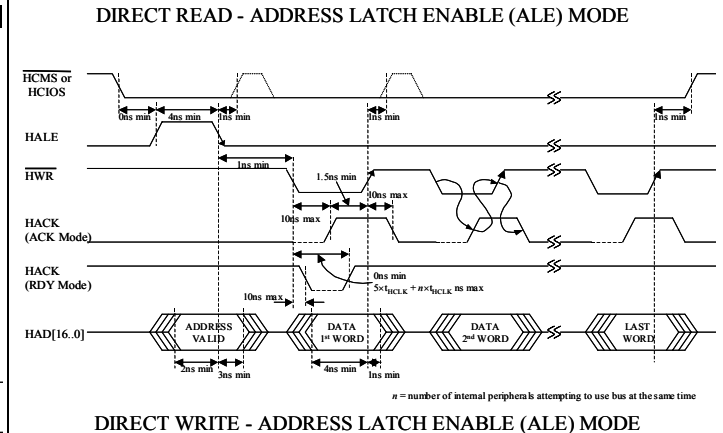 DIRECT READ - ADDRESS LATCH ENABLE (ALE) MODE
HCMS or
HCIOS
0ns min
4ns min
1ns min
1ns min
1ns min
HALE
1ns min
HWR
1.5ns min
10ns max
10ns max
HACK
(ACK Mode)
HACK
(RDY Mode)
0ns min
5×tHCLK + n×tHCLK ns max
10ns max
HAD[16..0]
ADDRESS
VALID
DATA
1st WORD
DATA
2nd WORD
LAST
WORD
2ns min
3ns min
4ns min
1ns min
n = number of internal peripherals attempting to use bus at the same time
DIRECT WRITE - ADDRESS LATCH ENABLE (ALE) MODE